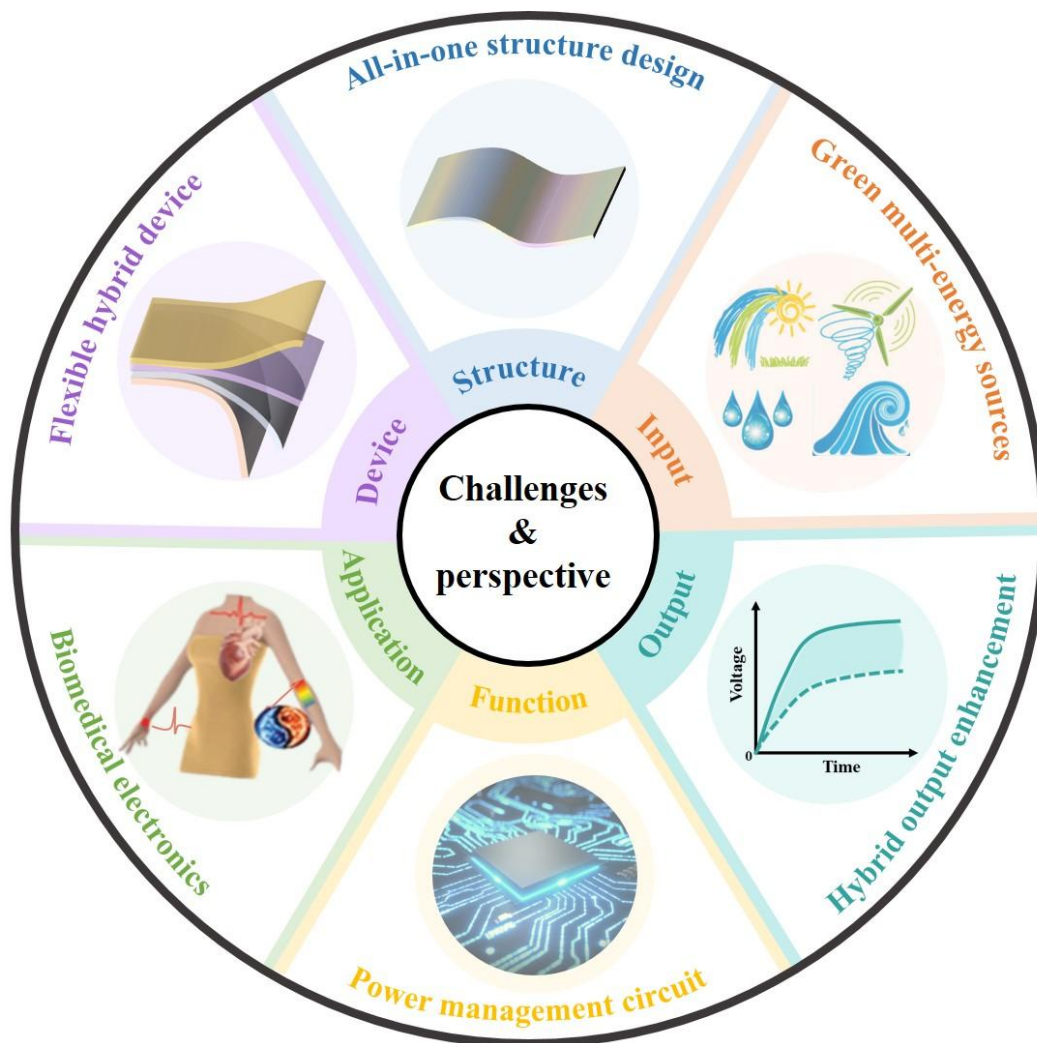 All-in-one structure design
Structure
Green multi-energy sources
Input
Hybrid output enhancement
Output
Voltage
0
Time
Power management circuit
Function
Biomedical electronics
Application
Flexible hybrid device
Device
Challenges
&
perspective